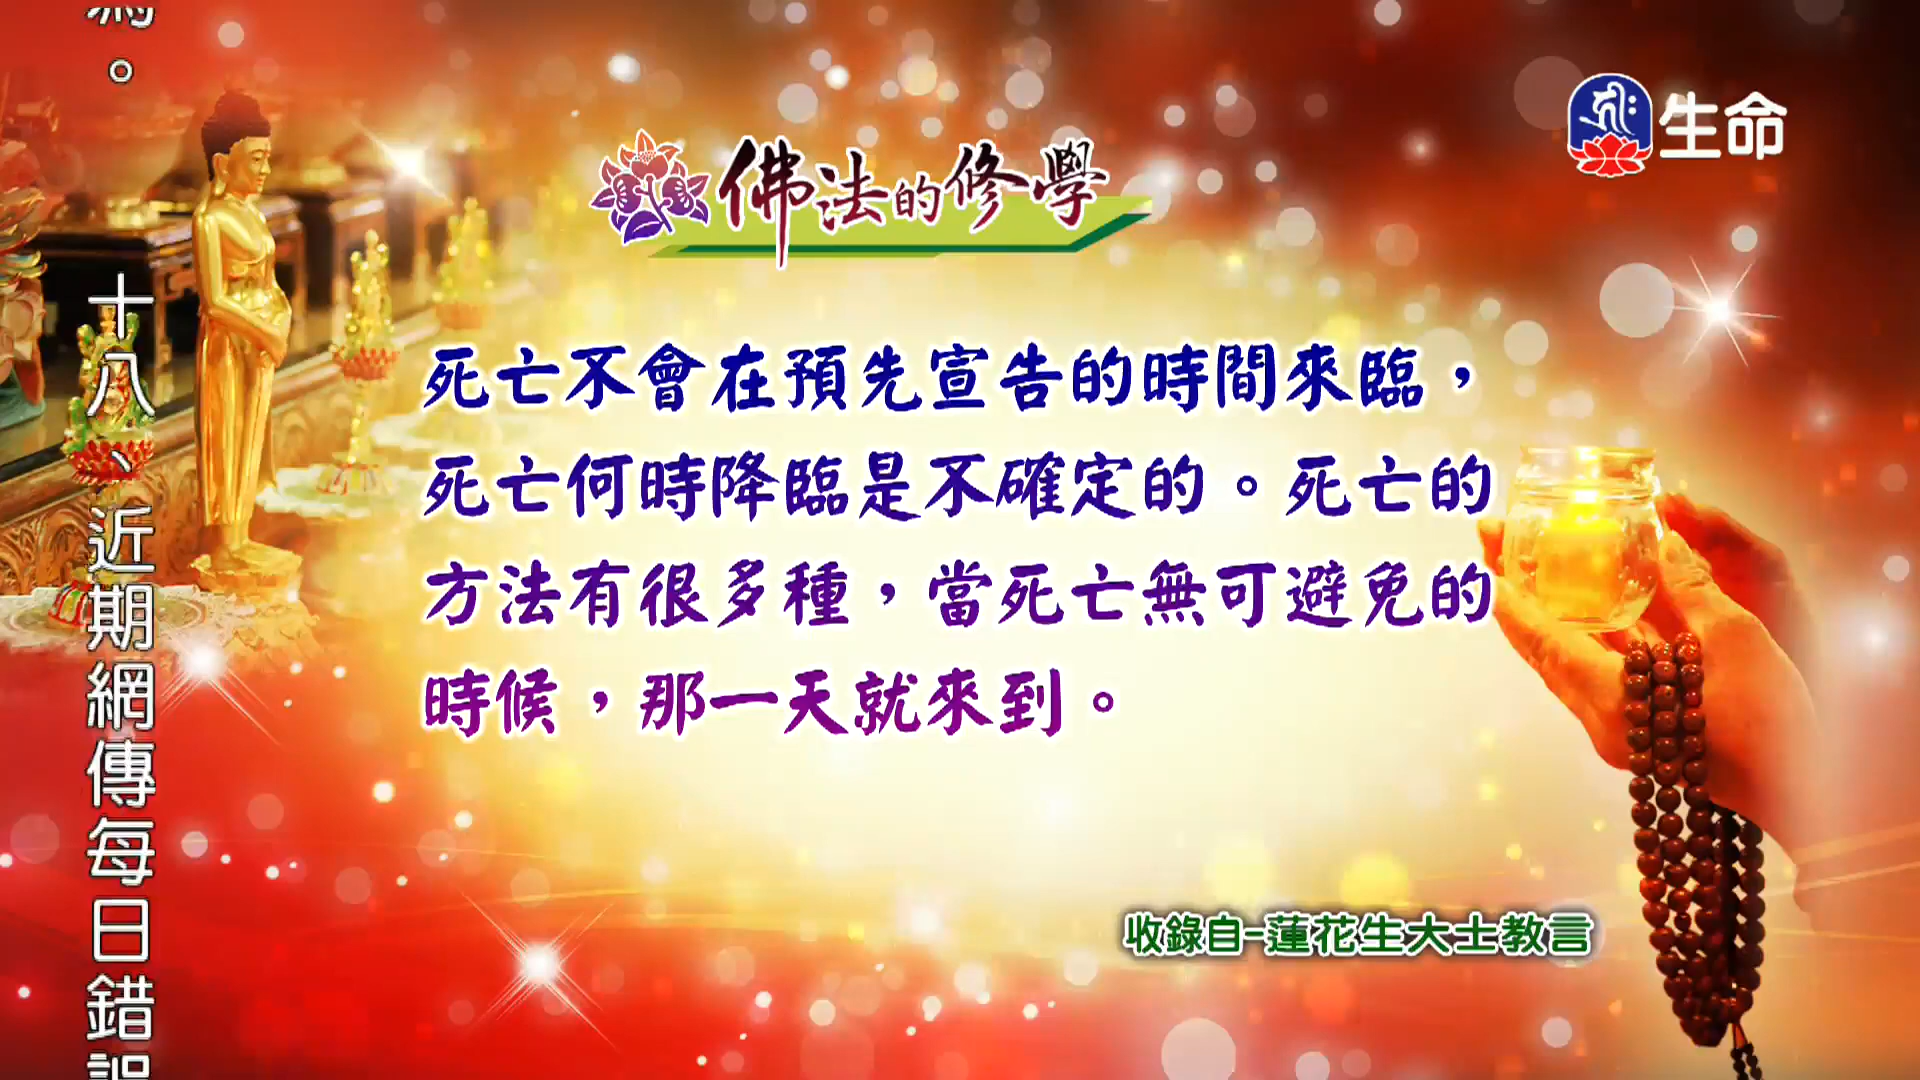 生命
佛法的修學
死亡不會在預先宣告的時間來臨，
死亡何時降臨是不確定的。死亡的
方法有很多種，當死亡無可避免的
時候，那一天就來到。
收錄自-蓮花生大士教言
十八、近期網傳每日錯誤